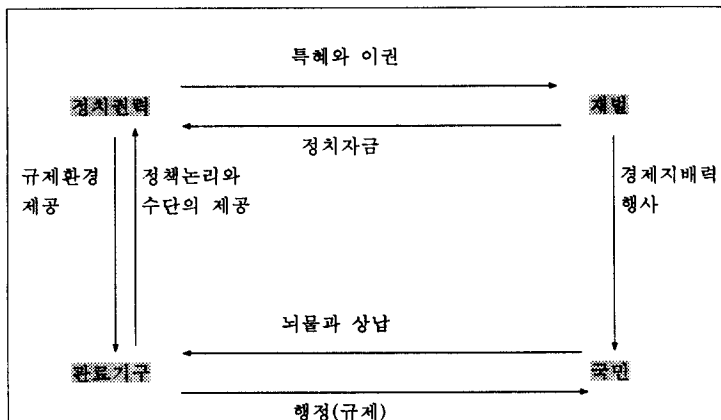 특혜와 이권
정치권력
재벌
정치자금
규제환경
제공
정책논리와
수단의 제공
경제지배력
행사
뇌물과 상납
관료기구
국민
행정(규제)